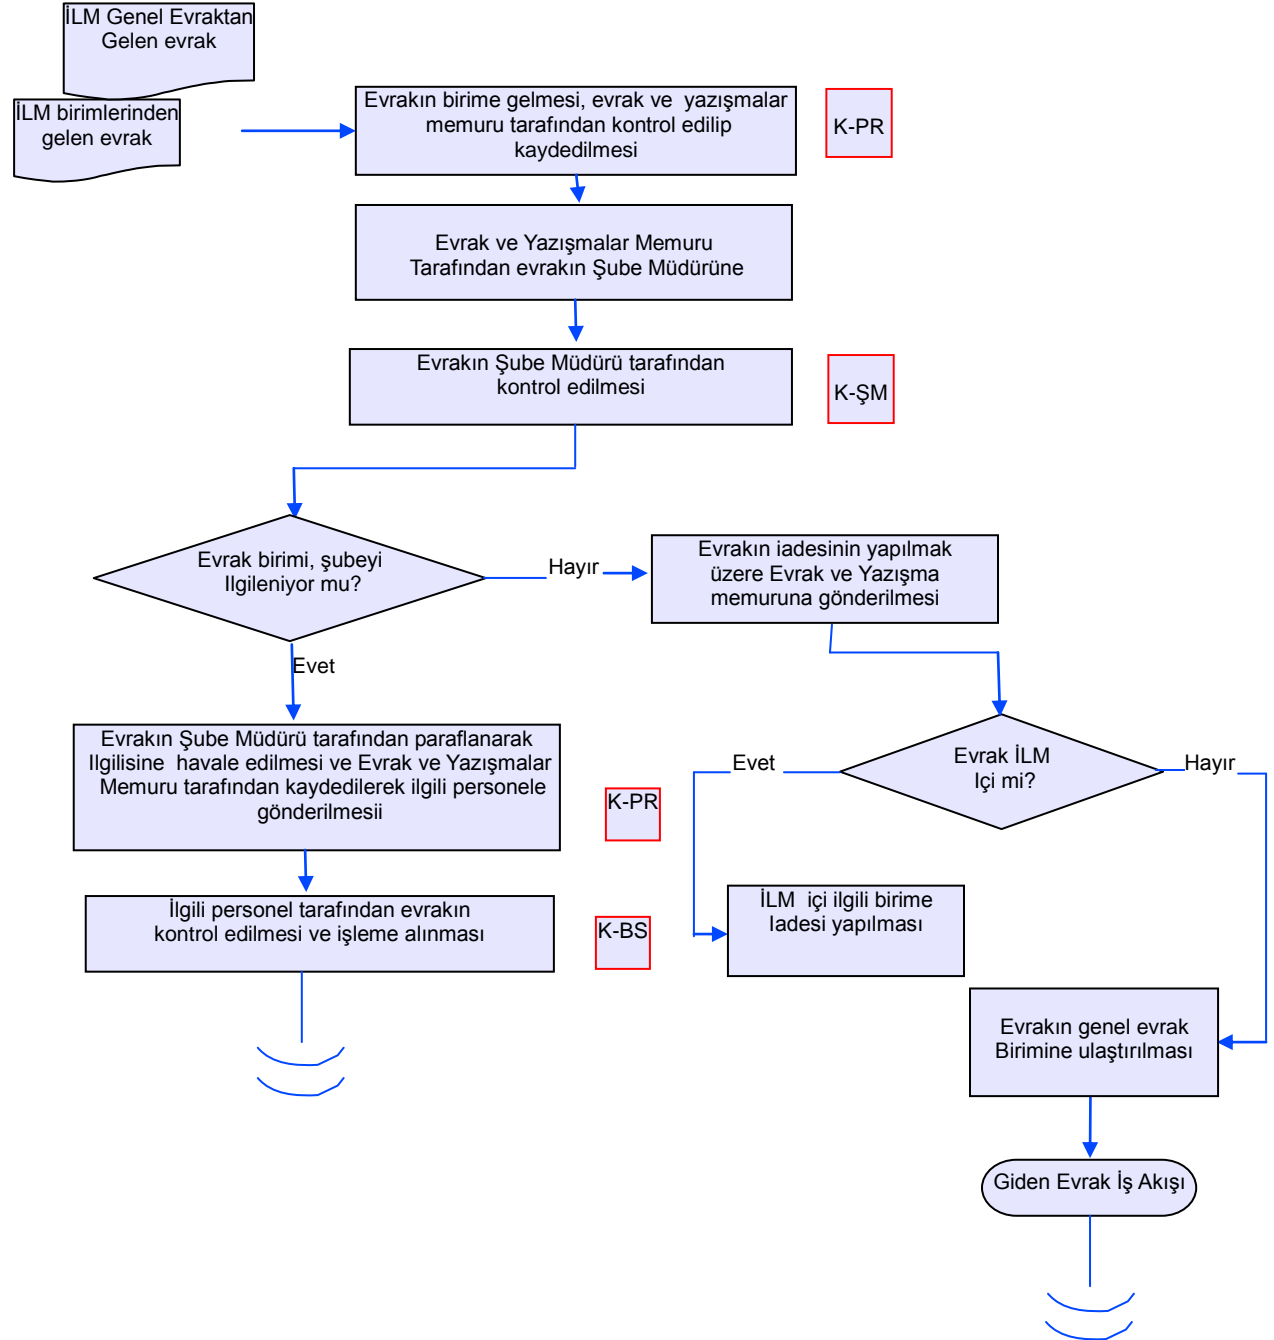 İLM Genel Evraktan
Gelen evrak
İLM birimlerinden
gelen evrak
Evrakın birime gelmesi, evrak ve yazışmalar
memuru tarafından kontrol edilip
kaydedilmesi
K-PR
Evrak ve Yazışmalar Memuru
Tarafından evrakın Şube Müdürüne
Evrakın Şube Müdürü tarafından
kontrol edilmesi
K-ŞM
Evrak birimi, şubeyi
Ilgileniyor mu?
Hayır
Evrakın iadesinin yapılmak
üzere Evrak ve Yazışma
memuruna gönderilmesi
Evet
Evrakın Şube Müdürü tarafından paraflanarak
Ilgilisine havale edilmesi ve Evrak ve Yazışmalar
Memuru tarafından kaydedilerek ilgili personele
gönderilmesii
K-PR
Evet
Evrak İLM
Içi mi?
Hayır
İlgili personel tarafından evrakın
kontrol edilmesi ve işleme alınması
K-BS
İLM içi ilgili birime
Iadesi yapılması
Evrakın genel evrak
Birimine ulaştırılması
Giden Evrak İş Akışı